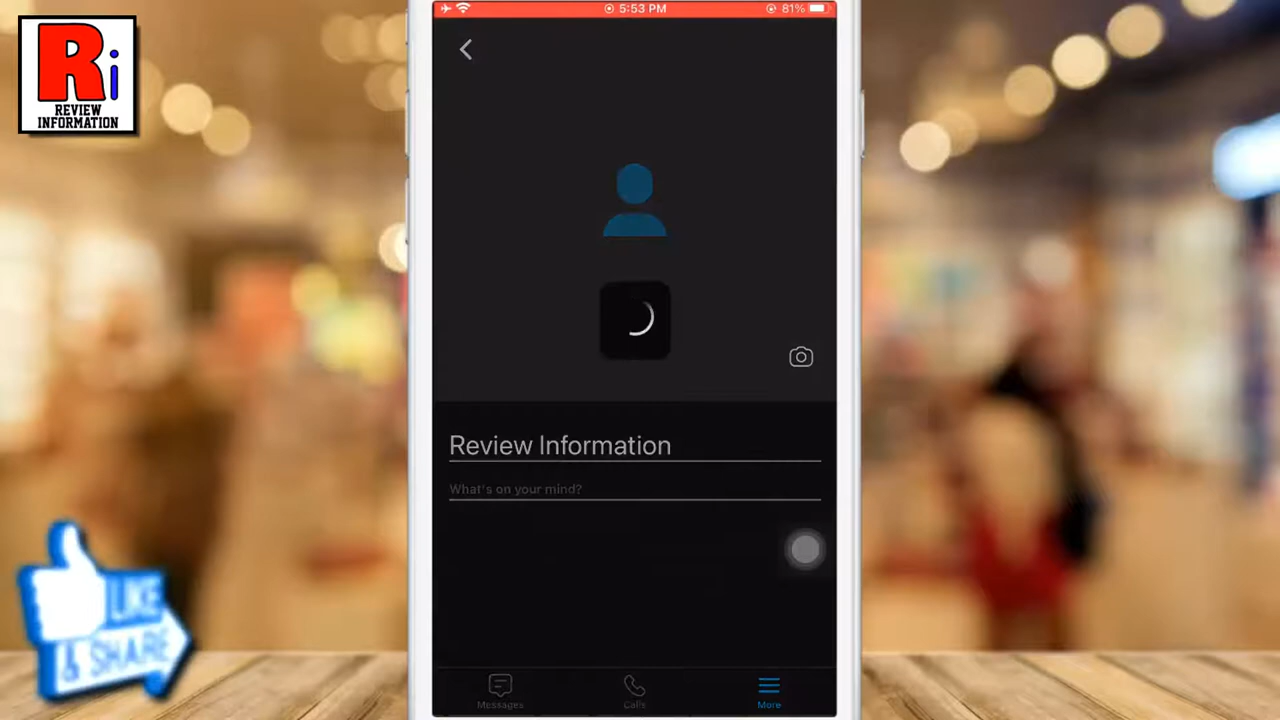 Ri
REVIEW
INFORMATION
5:53 PM
81%
Review Information
What's on your mind?
LIKE
& SHARE
Messages
Calls
More